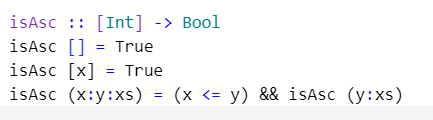 isAsc :: [Int] -> Bool
isAsc [] = True
isAsc [x] = True
isAsc (x:y:xs) = (x <= y) && isAsc (y:xs)